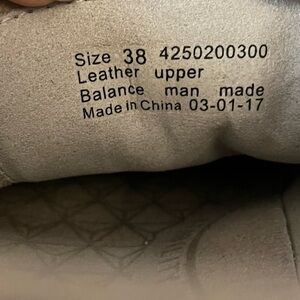 Size 38 4250200300
Leather upper
Balance man made
Made in China 03-01-17